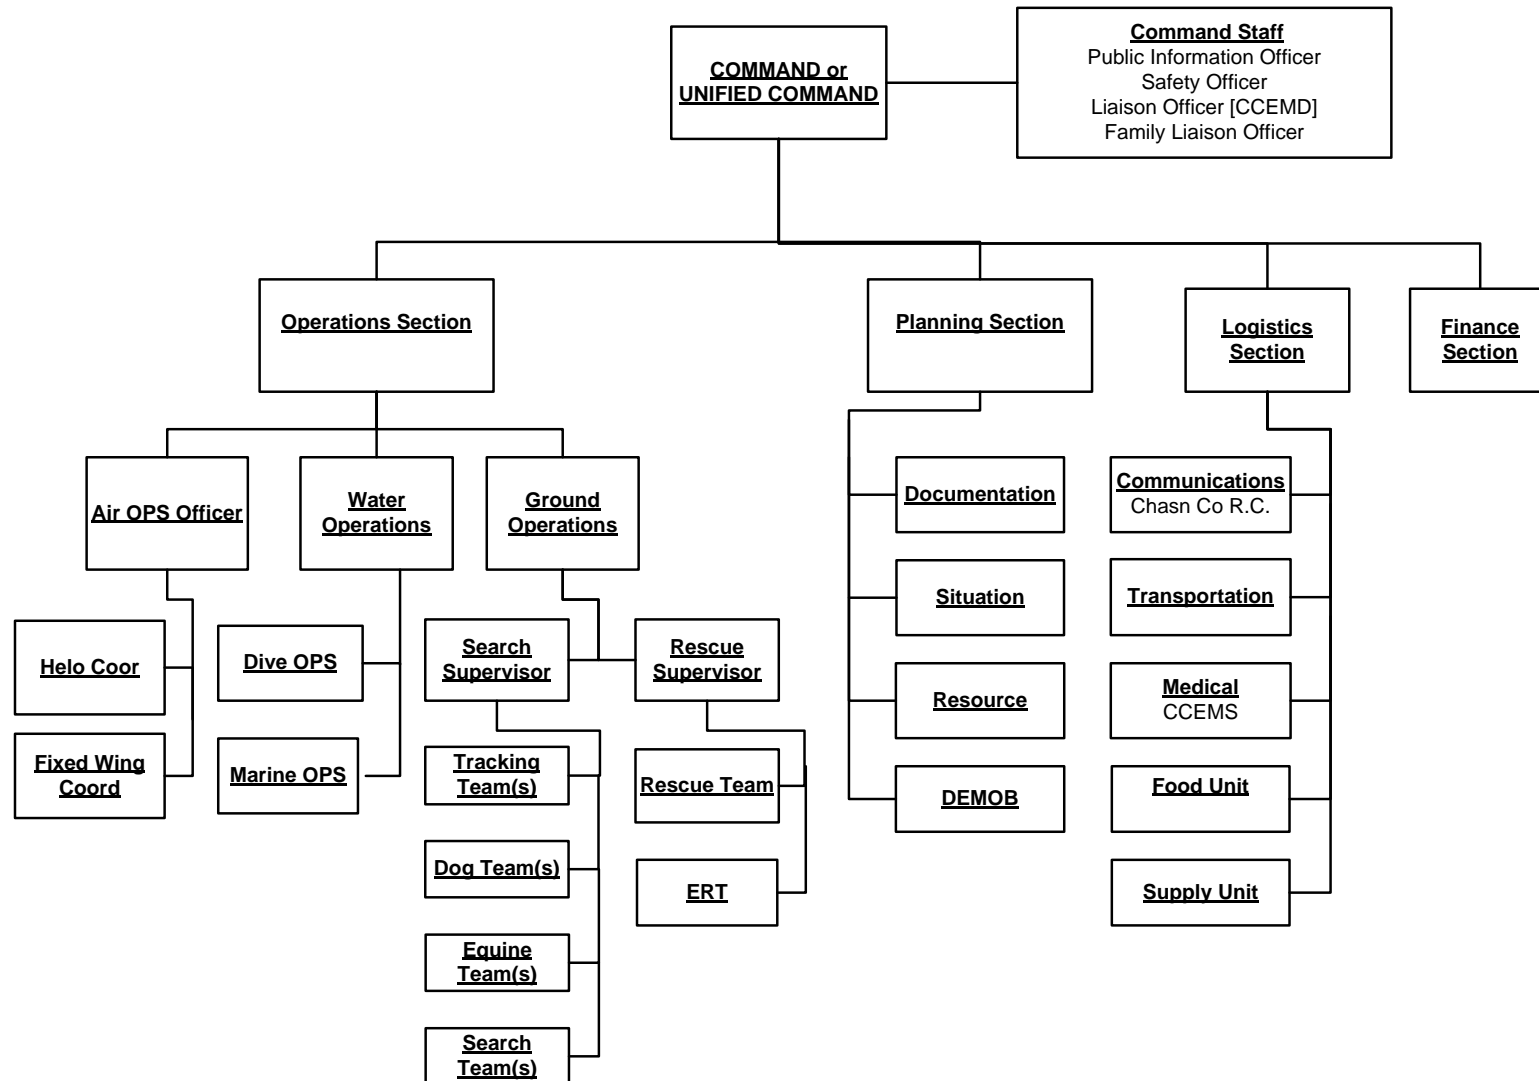 COMMAND or
UNIFIED COMMAND
Command Staff
Public Information Officer
Safety Officer
Liaison Officer [CCEMD]
Family Liaison Officer
Operations Section
Planning Section
Logistics
Section
Finance
Section
Air OPS Officer
Water
Operations
Ground
Operations
Documentation
Communications
Chasn Co R.C.
Situation
Transportation
Helo Coor
Dive OPS
Search
Supervisor
Rescue
Supervisor
Resource
Medical
CCEMS
Fixed Wing
Coord
Marine OPS
Tracking
Team(s)
Rescue Team
DEMOB
Food Unit
Dog Team(s)
ERT
Supply Unit
Equine
Team(s)
Search
Team(s)